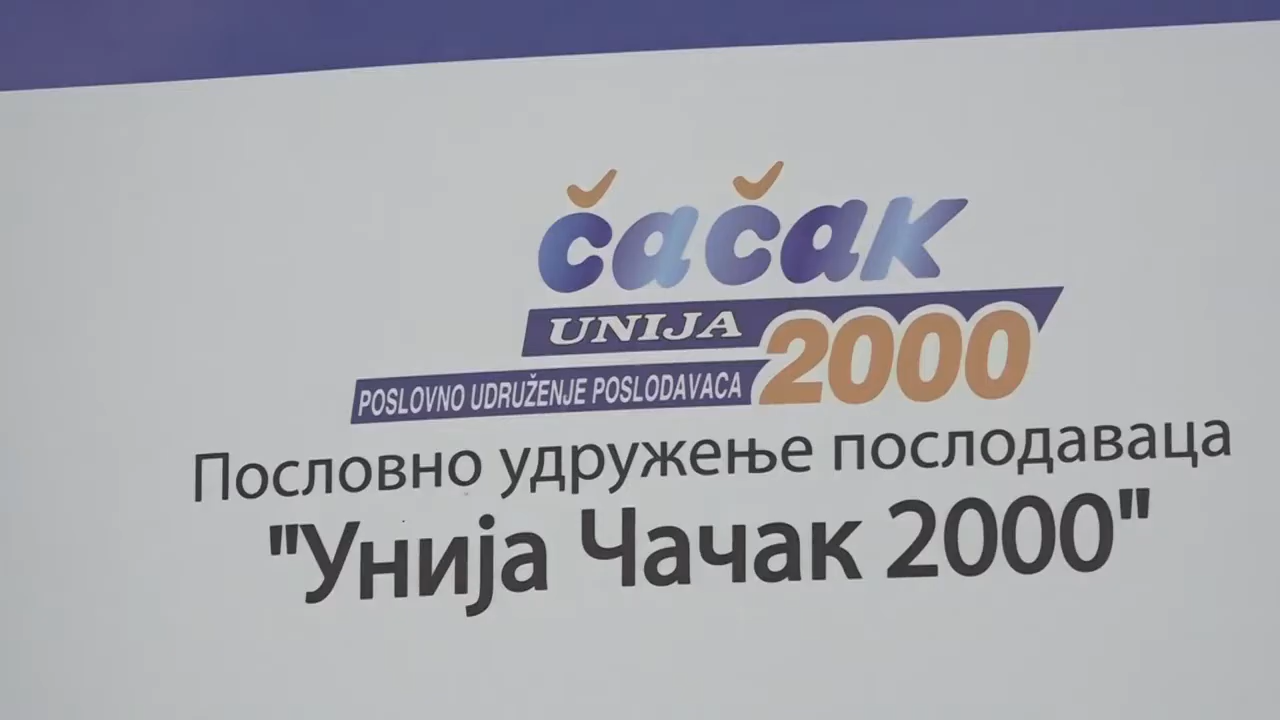 čačak
UNIJA 2000
POSLOVNO UDRUŽENJE POSLODAVACA
Пословно удружење послодаваца
"Унија Чачак 2000"